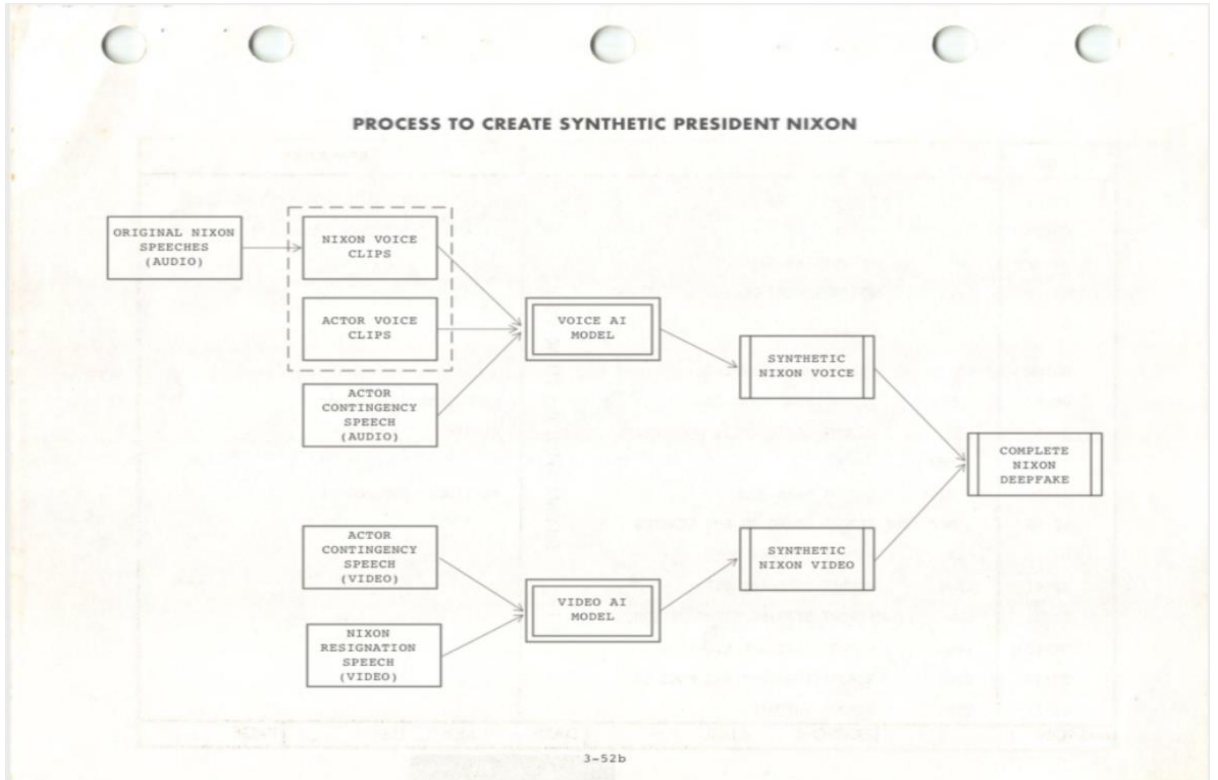 PROCESS TO CREATE SYNTHETIC PRESIDENT NIXON
ORIGINAL NIXON
SPEECHES
(AUDIO)
NIXON VOICE
CLIPS
ACTOR VOICE
CLIPS
ACTOR
CONTINGENCY
SPEECH
(AUDIO)
VOICE AI
MODEL
SYNTHETIC
NIXON VOICE
ACTOR
CONTINGENCY
SPEECH
(VIDEO)
NIXON
RESIGNATION
SPEECH
(VIDEO)
VIDEO AI
MODEL
SYNTHETIC
NIXON VIDEO
COMPLETE
NIXON
DEEPFAKE
3-52b